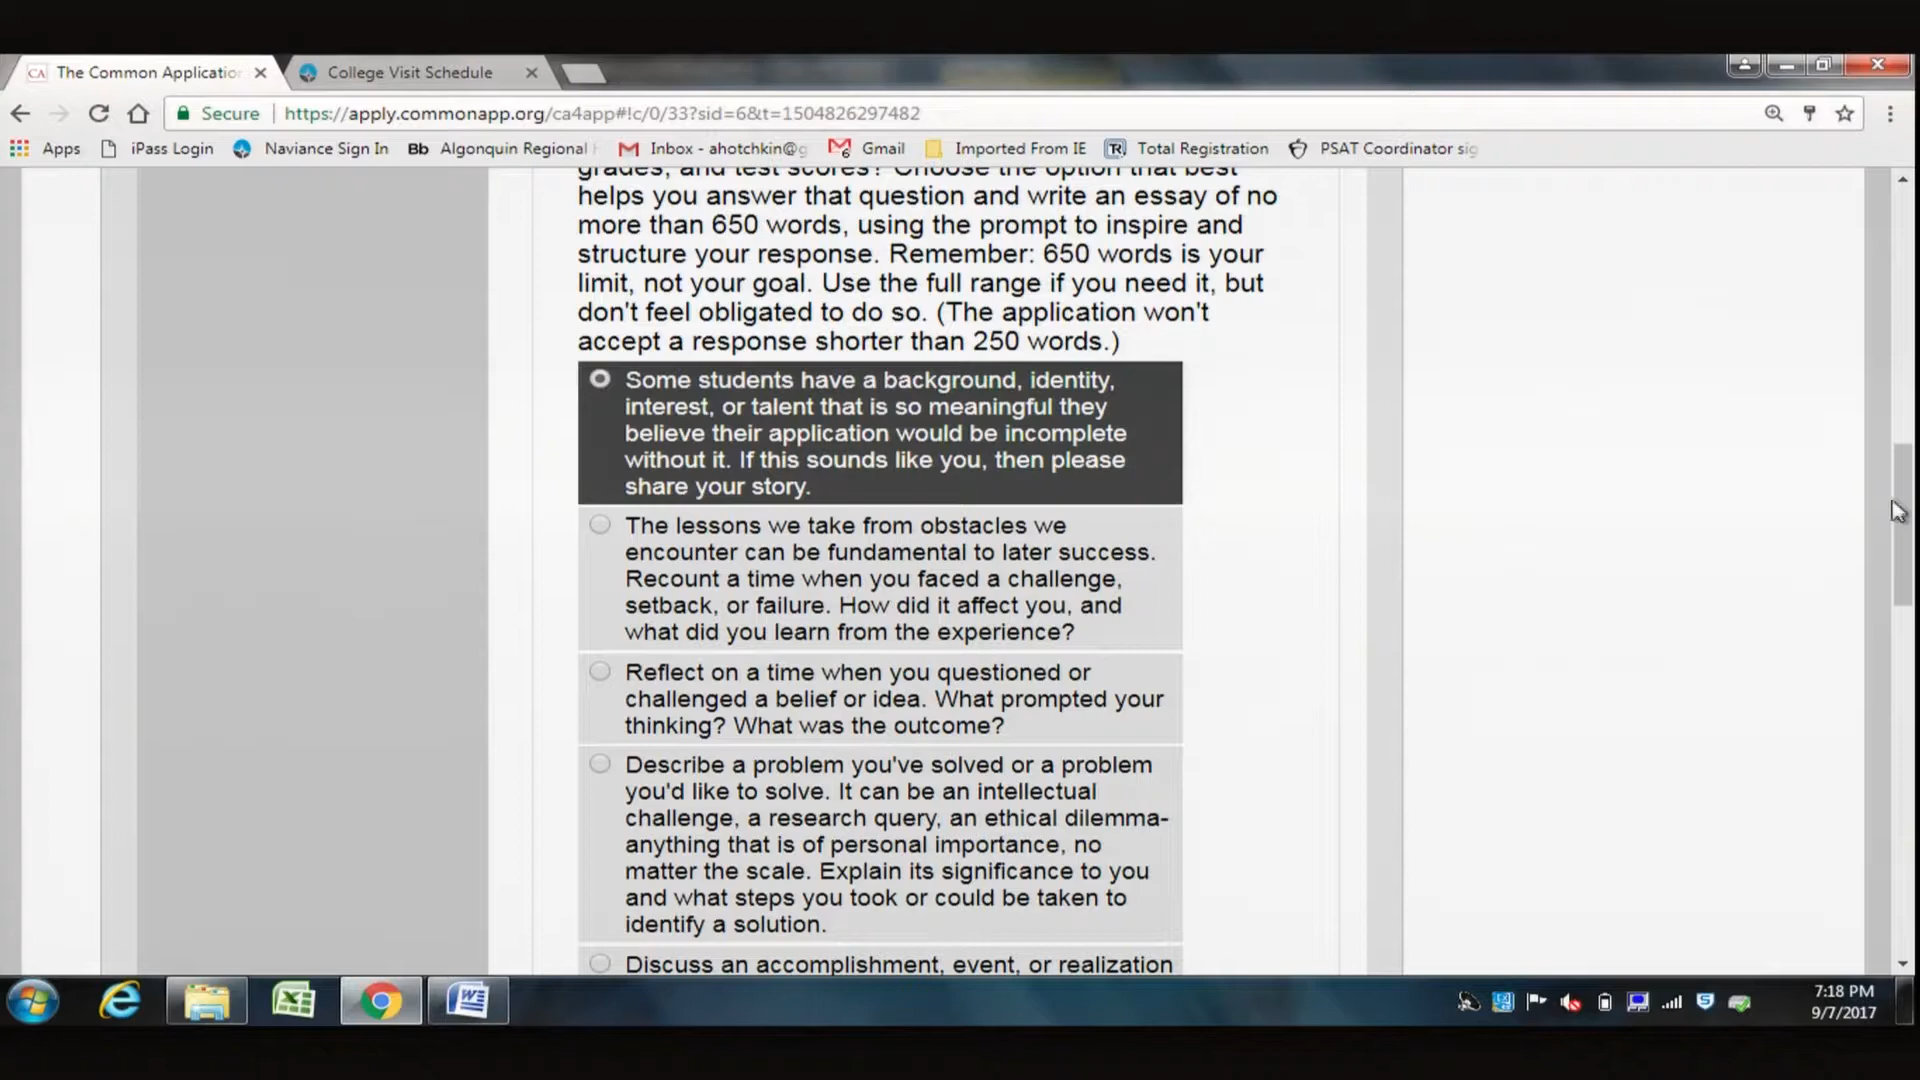 The Common Applicatio
College Visit Schedule
Secure
https://apply.commonapp.org/ca4app#!c/0/33?sid=6&t=1504826297482
Apps
iPass Login
Naviance Sign In
Bb Algonquin Regional
Inbox - ahotchkin@g
Gmail
Imported From IE
Total Registration
PSAT Coordinator sig
grades, and test scores? Choose the option that best
helps you answer that question and write an essay of no
more than 650 words, using the prompt to inspire and
structure your response. Remember: 650 words is your
limit, not your goal. Use the full range if you need it, but
don't feel obligated to do so. (The application won't
accept a response shorter than 250 words.)
Some students have a background, identity,
interest, or talent that is so meaningful they
believe their application would be incomplete
without it. If this sounds like you, then please
share your story.
The lessons we take from obstacles we
encounter can be fundamental to later success.
Recount a time when you faced a challenge,
setback, or failure. How did it affect you, and
what did you learn from the experience?
Reflect on a time when you questioned or
challenged a belief or idea. What prompted your
thinking? What was the outcome?
Describe a problem you've solved or a problem
you'd like to solve. It can be an intellectual
challenge, a research query, an ethical dilemma-
anything that is of personal importance, no
matter the scale. Explain its significance to you
and what steps you took or could be taken to
identify a solution.
Discuss an accomplishment, event, or realization
7:18 PM
9/7/2017